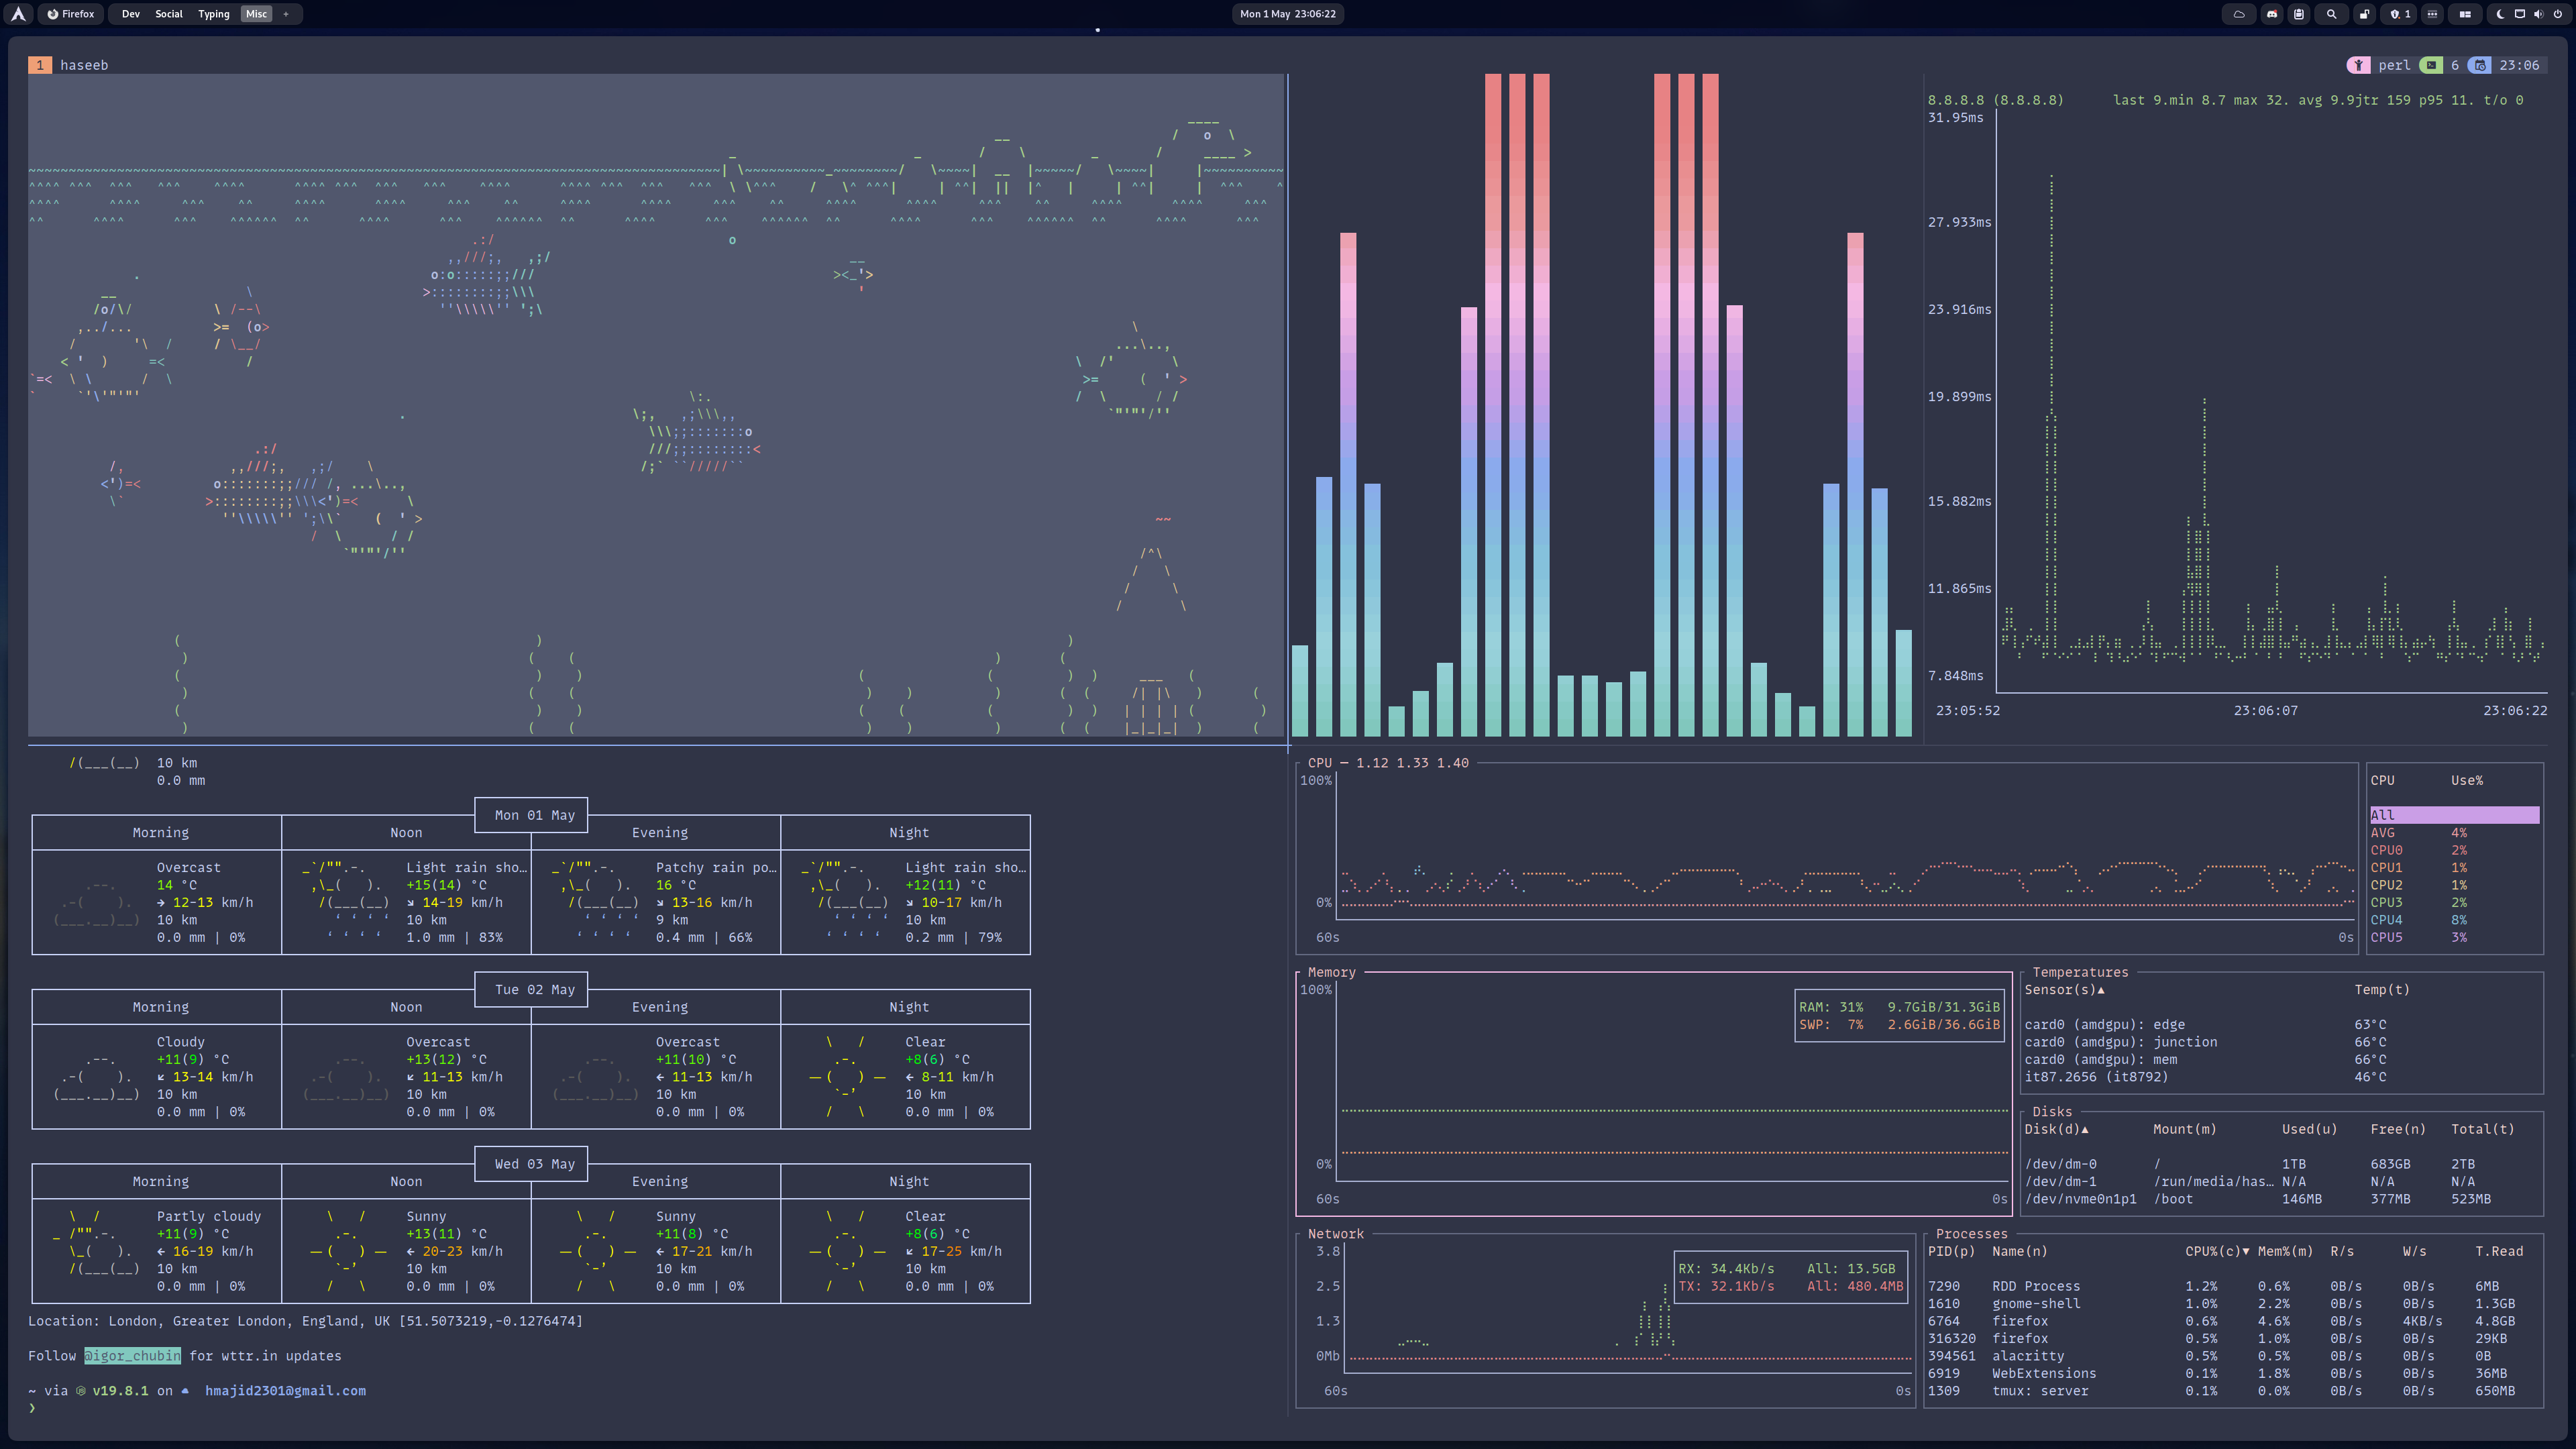 Firefox Dev Social Typing Misc + Mon 1 May 23:06:22 1
1 haseeb perl 6 23:06
8.8.8.8 (8.8.8.8) last 9.min 8.7 max 32. avg 9.9jtr 159 p95 11. t/o 0
31.95ms
27.933ms
23.916ms
19.899ms
15.882ms
11.865ms
7.848ms
23:05:52 23:06:07 23:06:22
10 km
0.0 mm
Mon 01 May
Morning Noon Evening Night
Overcast Light rain sho… Patchy rain po… Light rain sho…
14 °C +15(14) °C 16 °C +12(11) °C
→ 12-13 km/h ↘ 14-19 km/h ↘ 13-16 km/h ↘ 10-17 km/h
10 km 10 km 9 km 10 km
0.0 mm | 0% 1.0 mm | 83% 0.4 mm | 66% 0.2 mm | 79%
Tue 02 May
Morning Noon Evening Night
Cloudy Overcast Overcast Clear
+11(9) °C +13(12) °C +11(10) °C +8(6) °C
↙ 13-14 km/h ↙ 11-13 km/h ← 11-13 km/h ← 8-11 km/h
10 km 10 km 10 km 10 km
0.0 mm | 0% 0.0 mm | 0% 0.0 mm | 0% 0.0 mm | 0%
Wed 03 May
Morning Noon Evening Night
Partly cloudy Sunny Sunny Clear
+11(9) °C +13(11) °C +11(8) °C +8(6) °C
← 16-19 km/h ← 20-23 km/h ← 17-21 km/h ↙ 17-25 km/h
10 km 10 km 10 km 10 km
0.0 mm | 0% 0.0 mm | 0% 0.0 mm | 0% 0.0 mm | 0%
Location: London, Greater London, England, UK [51.5073219,-0.1276474]
Follow @igor_chubin for wttr.in updates
~ via v19.8.1 on hmajid2301@gmail.com
❯
CPU — 1.12 1.33 1.40
100%
0%
60s 0s
CPU Use%
All
AVG 4%
CPU0 2%
CPU1 1%
CPU2 1%
CPU3 2%
CPU4 8%
CPU5 3%
Memory
100%
RAM: 31% 9.7GiB/31.3GiB
SWP: 7% 2.6GiB/36.6GiB
0%
60s 0s
Temperatures
Sensor(s)▲ Temp(t)
card0 (amdgpu): edge 63°C
card0 (amdgpu): junction 66°C
card0 (amdgpu): mem 66°C
it87.2656 (it8792) 46°C
Disks
Disk(d)▲ Mount(m) Used(u) Free(n) Total(t)
/dev/dm-0 / 1TB 683GB 2TB
/dev/dm-1 /run/media/has… N/A N/A N/A
/dev/nvme0n1p1 /boot 146MB 377MB 523MB
Network
3.8
2.5
1.3
0Mb
RX: 34.4Kb/s All: 13.5GB
TX: 32.1Kb/s All: 480.4MB
60s 0s
Processes
PID(p) Name(n) CPU%(c)▼ Mem%(m) R/s W/s T.Read
7290 RDD Process 1.2% 0.6% 0B/s 0B/s 6MB
1610 gnome-shell 1.0% 2.2% 0B/s 0B/s 1.3GB
6764 firefox 0.6% 4.6% 0B/s 4KB/s 4.8GB
316320 firefox 0.5% 1.0% 0B/s 0B/s 29KB
394561 alacritty 0.5% 0.5% 0B/s 0B/s 0B
6919 WebExtensions 0.1% 1.8% 0B/s 0B/s 36MB
1309 tmux: server 0.1% 0.0% 0B/s 0B/s 650MB